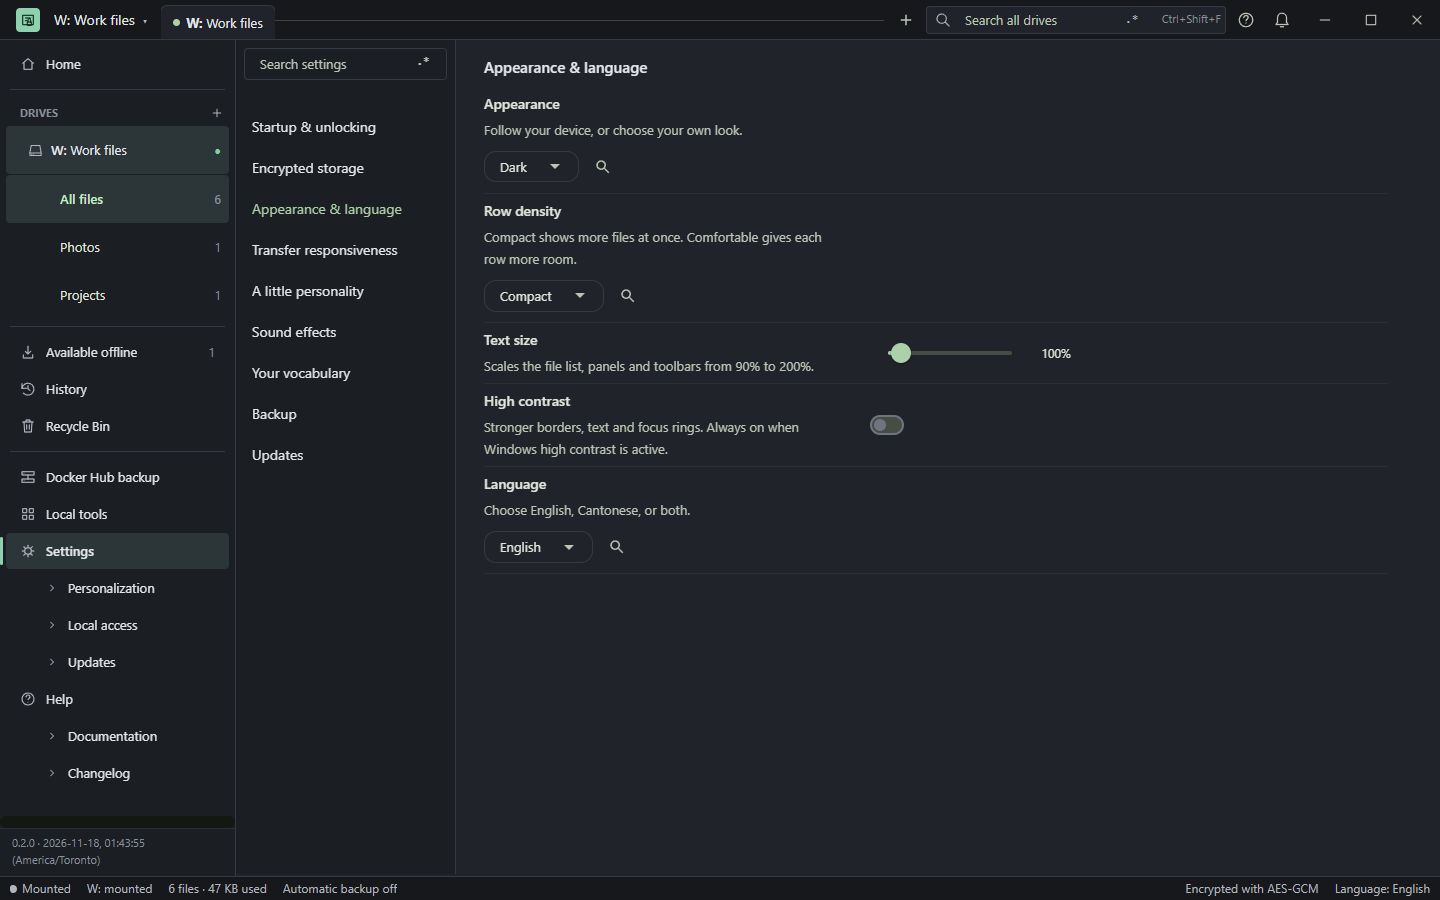 W: Work files
W: Work files
Search all drives
.*
Ctrl+Shift+F
Home
DRIVES
W: Work files
All files 6
Photos 1
Projects 1
Available offline 1
History
Recycle Bin
Docker Hub backup
Local tools
Settings
Personalization
Local access
Updates
Help
Documentation
Changelog
0.2.0 · 2026-11-18, 01:43:55
(America/Toronto)
Search settings .*
Startup & unlocking
Encrypted storage
Appearance & language
Transfer responsiveness
A little personality
Sound effects
Your vocabulary
Backup
Updates
Appearance & language
Appearance
Follow your device, or choose your own look.
Dark
Row density
Compact shows more files at once. Comfortable gives each
row more room.
Compact
Text size
Scales the file list, panels and toolbars from 90% to 200%.
100%
High contrast
Stronger borders, text and focus rings. Always on when
Windows high contrast is active.
Language
Choose English, Cantonese, or both.
English
Mounted W: mounted 6 files · 47 KB used Automatic backup off
Encrypted with AES-GCM Language: English